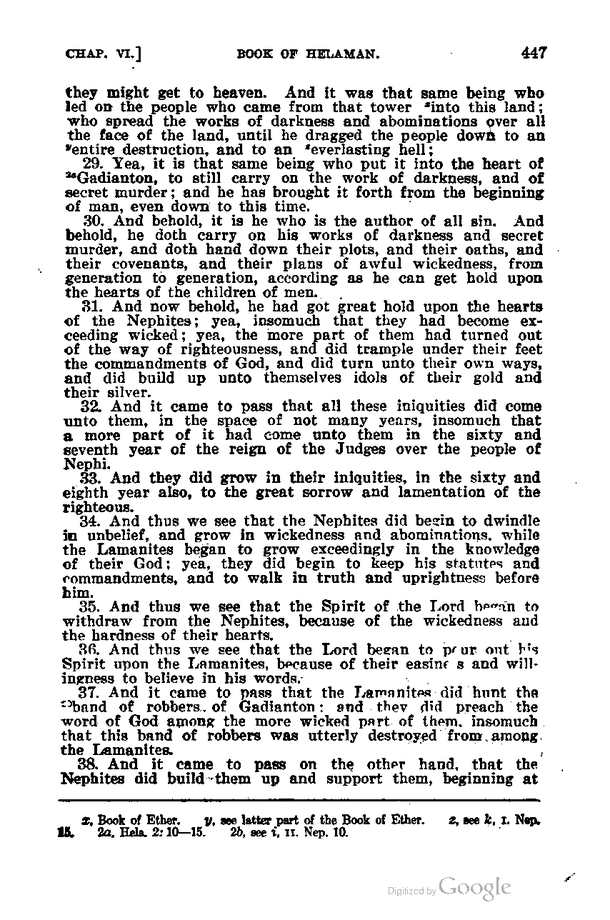 CHAP. VI.] BOOK OF HELAMAN. 447
they might get to heaven. And it was that same being who
led on the people who came from that tower ˣinto this land;
who spread the works of darkness and abominations over all
the face of the land, until he dragged the people down to an
ʸentire destruction, and to an ᶻeverlasting hell;
29. Yea, it is that same being who put it into the heart of
²ᵃGadianton, to still carry on the work of darkness, and of
secret murder; and he has brought it forth from the beginning
of man, even down to this time.
30. And behold, it is he who is the author of all sin. And
behold, he doth carry on his works of darkness and secret
murder, and doth hand down their plots, and their oaths, and
their covenants, and their plans of awful wickedness, from
generation to generation, according as he can get hold upon
the hearts of the children of men.
31. And now behold, he had got great hold upon the hearts
of the Nephites; yea, insomuch that they had become ex-
ceeding wicked; yea, the more part of them had turned out
of the way of righteousness, and did trample under their feet
the commandments of God, and did turn unto their own ways,
and did build up unto themselves idols of their gold and
their silver.
32. And it came to pass that all these iniquities did come
unto them, in the space of not many years, insomuch that
a more part of it had come unto them in the sixty and
seventh year of the reign of the Judges over the people of
Nephi.
33. And they did grow in their iniquities, in the sixty and
eighth year also, to the great sorrow and lamentation of the
righteous.
34. And thus we see that the Nephites did begin to dwindle
in unbelief, and grow in wickedness and abominations, while
the Lamanites began to grow exceedingly in the knowledge
of their God; yea, they did begin to keep his statutes and
commandments, and to walk in truth and uprightness before
him.
35. And thus we see that the Spirit of the Lord began to
withdraw from the Nephites, because of the wickedness and
the hardness of their hearts.
36. And thus we see that the Lord began to pour out his
Spirit upon the Lamanites, because of their easiness and will-
ingness to believe in his words.
37. And it came to pass that the Lamanites did hunt the
²ᵇband of robbers of Gadianton; and they did preach the
word of God among the more wicked part of them, insomuch
that this band of robbers was utterly destroyed from among
the Lamanites.
38. And it came to pass on the other hand, that the
Nephites did build them up and support them, beginning at
x, Book of Ether. y, see latter part of the Book of Ether. z, see k, I. Nep.
15. 2a, Hela. 2:10—15. 2b, see i, II. Nep. 10.
Digitized by Google